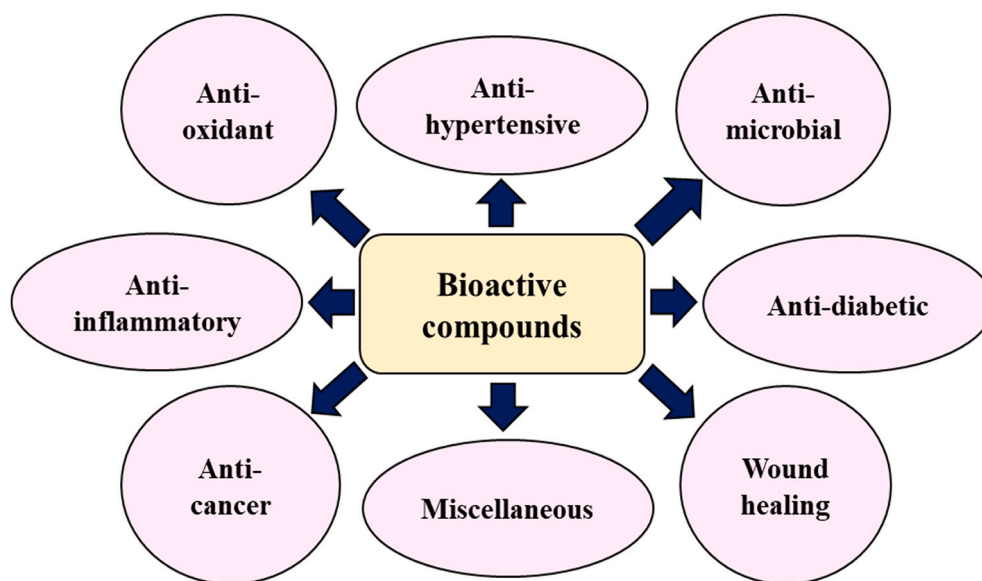 Anti-
oxidant
Anti-
hypertensive
Anti-
microbial
Anti-
inflammatory
Bioactive
compounds
Anti-diabetic
Anti-
cancer
Miscellaneous
Wound
healing